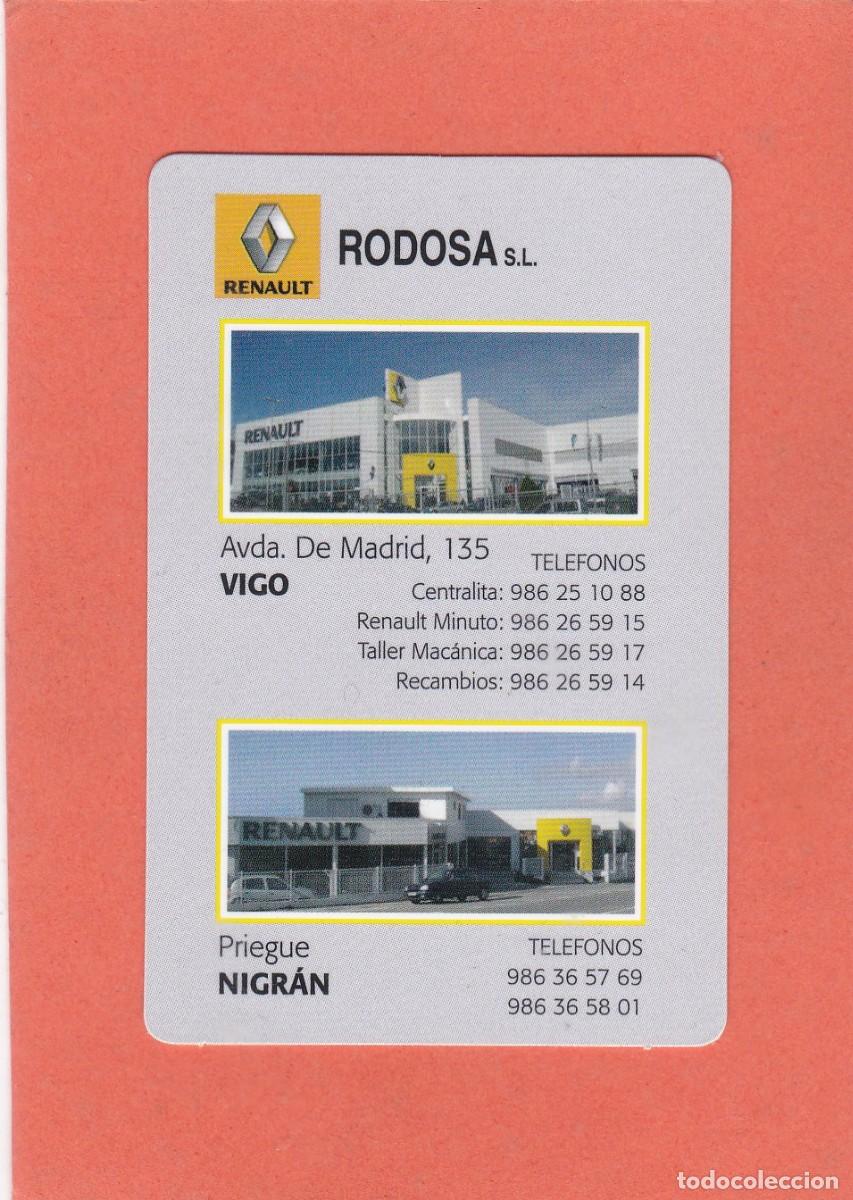 RENAULT
RODOSA S.L.
RENAULT
Avda. De Madrid, 135
VIGO
TELEFONOS
Centralita: 986 25 10 88
Renault Minuto: 986 26 59 15
Taller Macánica: 986 26 59 17
Recambios: 986 26 59 14
RENAULT
Priegue
NIGRÁN
TELEFONOS
986 36 57 69
986 36 58 01
todocoleccion